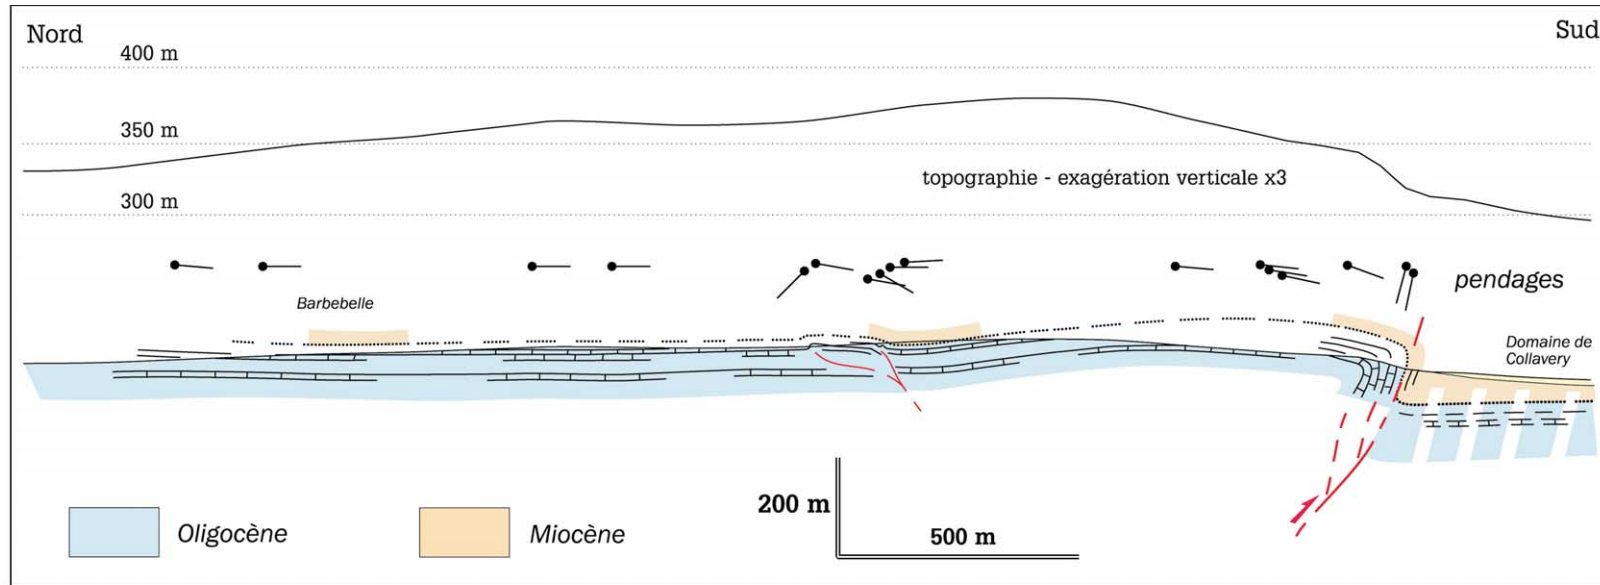 Nord
Sud
400 m
350 m
topographie - exagération verticale x3
300 m
pendages
Barbebelle
Domaine de
Collavery
200 m
500 m
Oligocène
Miocène